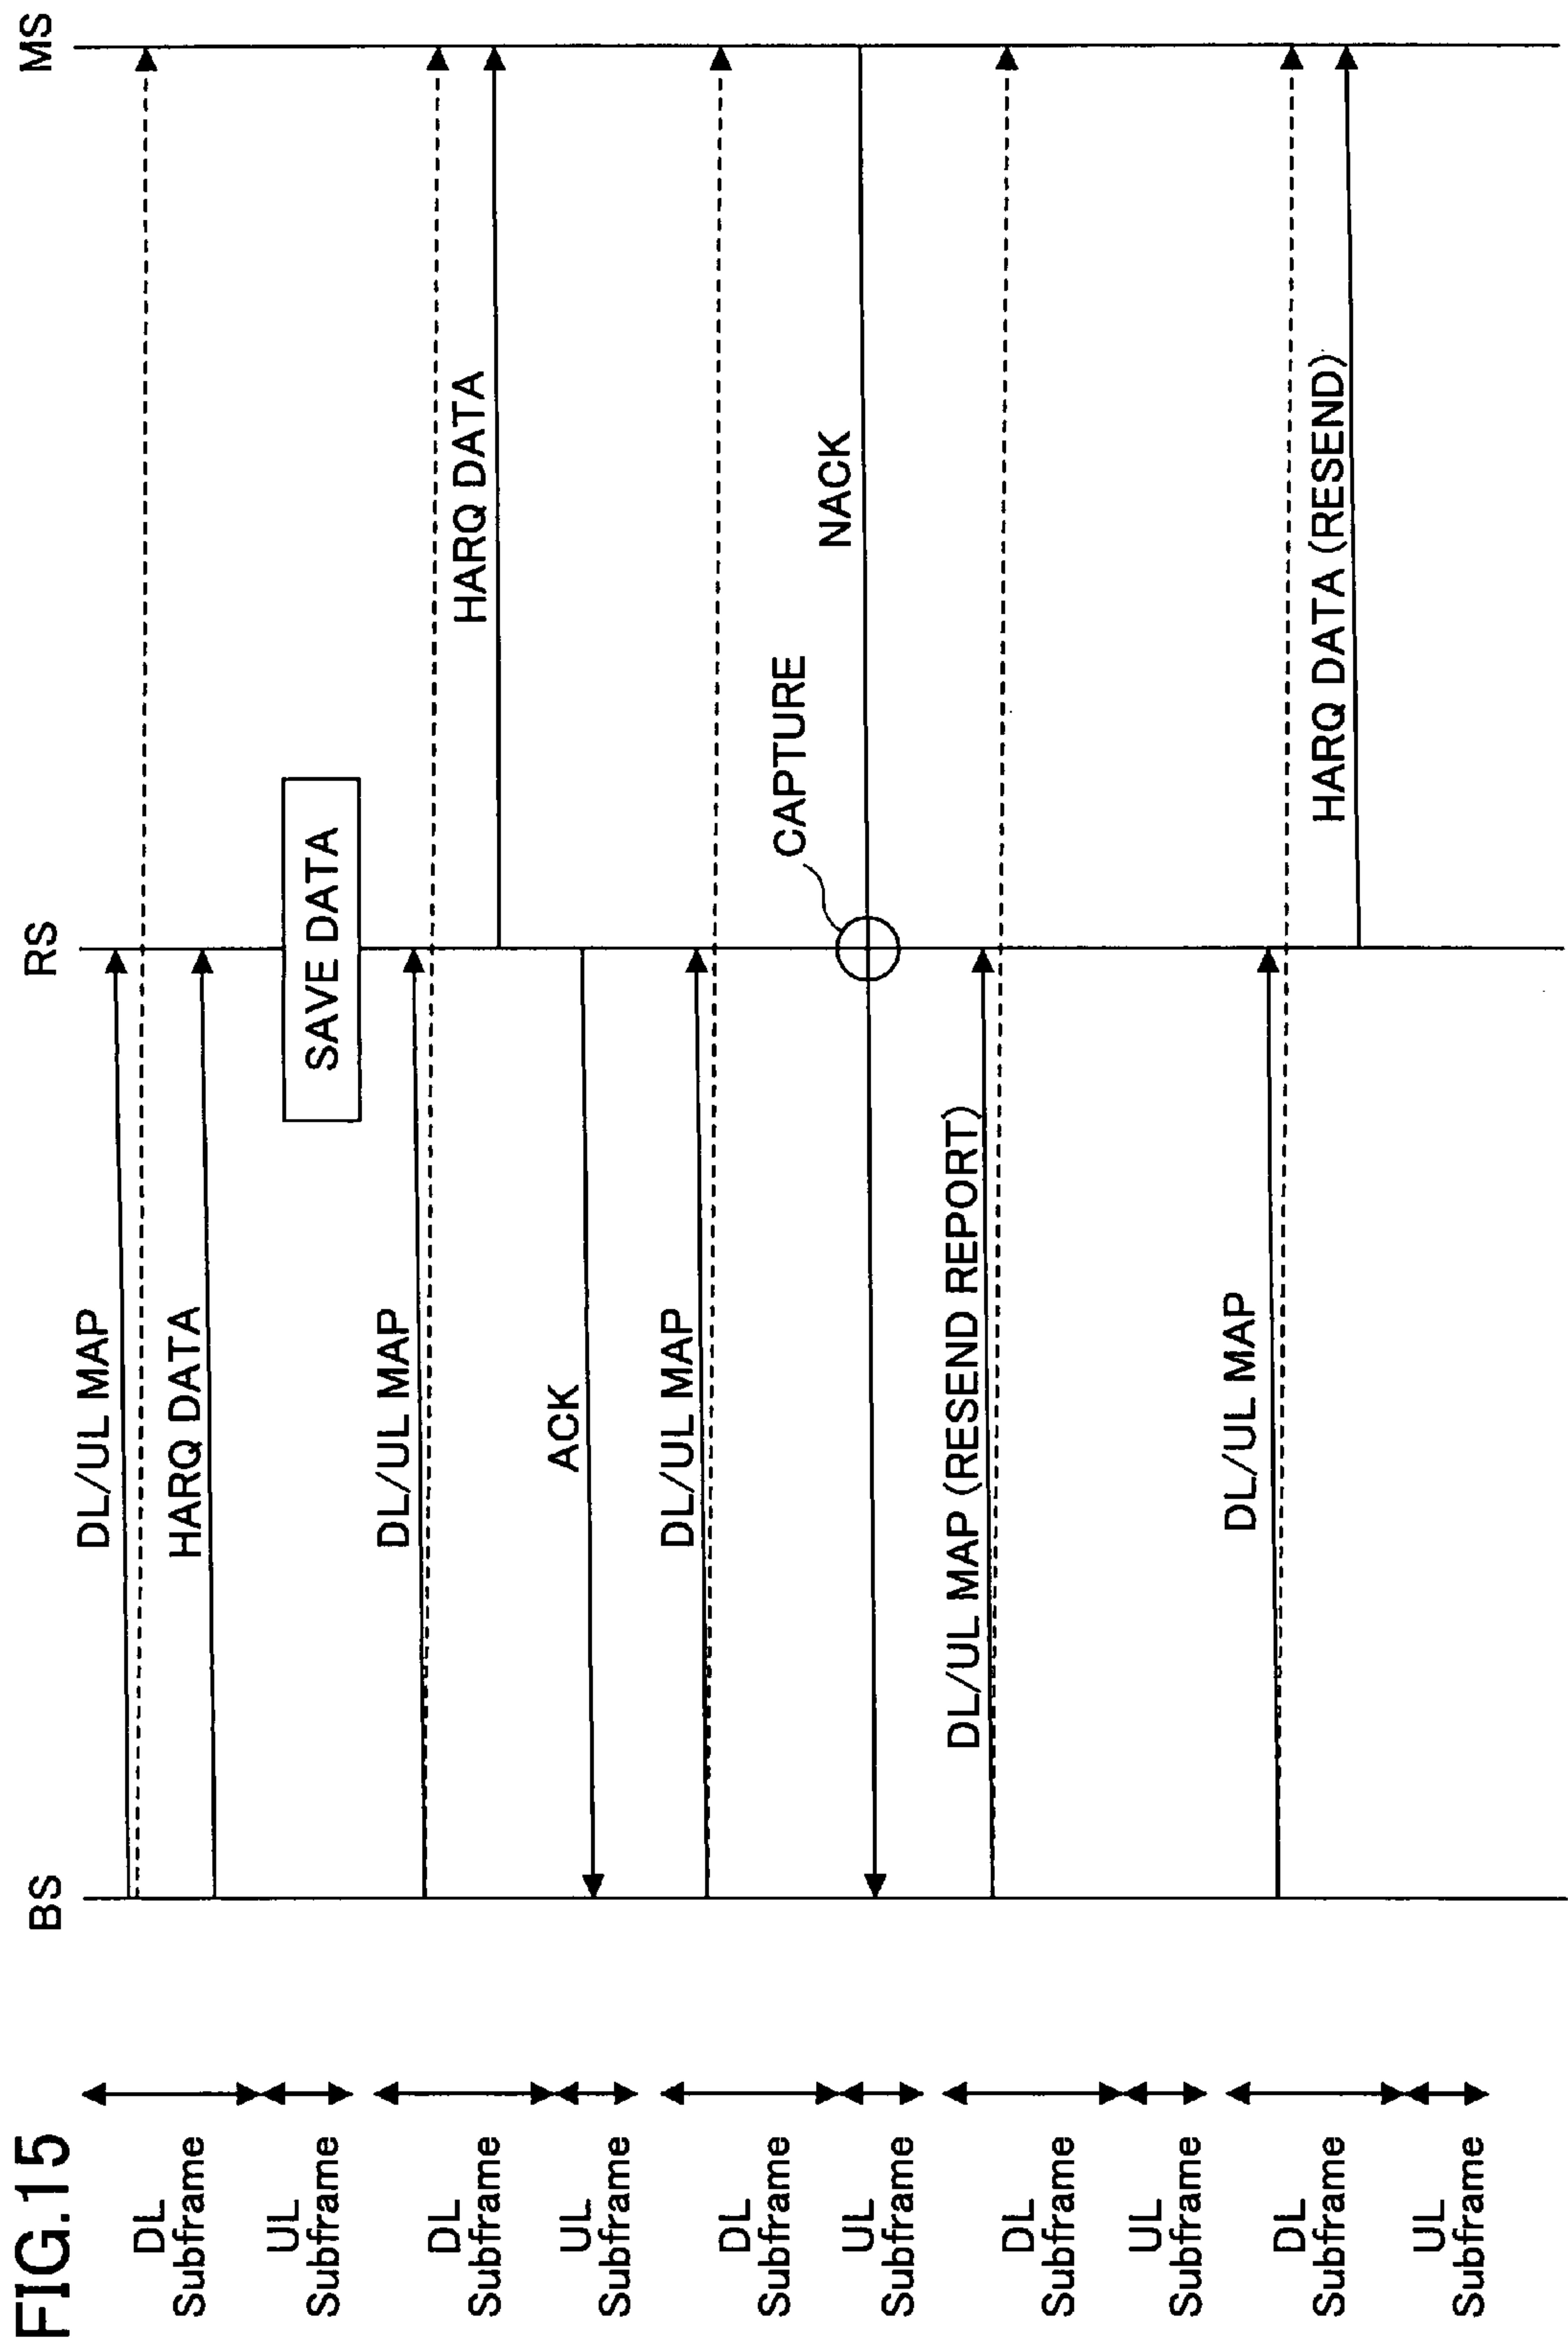 FIG.15
BS
RS
MS
DL
Subframe
DL/UL MAP
HARQ DATA
UL
Subframe
SAVE DATA
DL
Subframe
DL/UL MAP
HARQ DATA
UL
Subframe
ACK
DL
Subframe
DL/UL MAP
CAPTURE
UL
Subframe
NACK
DL
Subframe
DL/UL MAP (RESEND REPORT)
UL
Subframe
DL
Subframe
DL/UL MAP
HARQ DATA (RESEND)
UL
Subframe